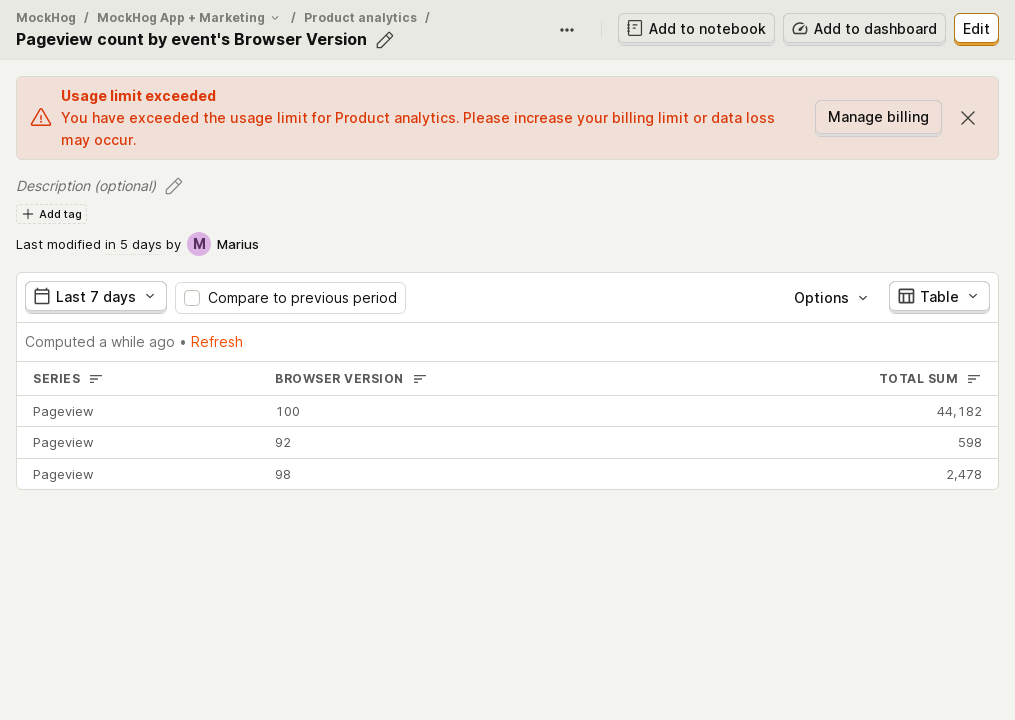 MockHog / MockHog App + Marketing / Product analytics /
Pageview count by event's Browser Version
Add to notebook
Add to dashboard
Edit
Usage limit exceeded
You have exceeded the usage limit for Product analytics. Please increase your billing limit or data loss
may occur.
Manage billing
Description (optional)
Add tag
Last modified in 5 days by M Marius
Last 7 days
Compare to previous period
Options
Table
Computed a while ago • Refresh
SERIES BROWSER VERSION TOTAL SUM
Pageview 100 44,182
Pageview 92 598
Pageview 98 2,478